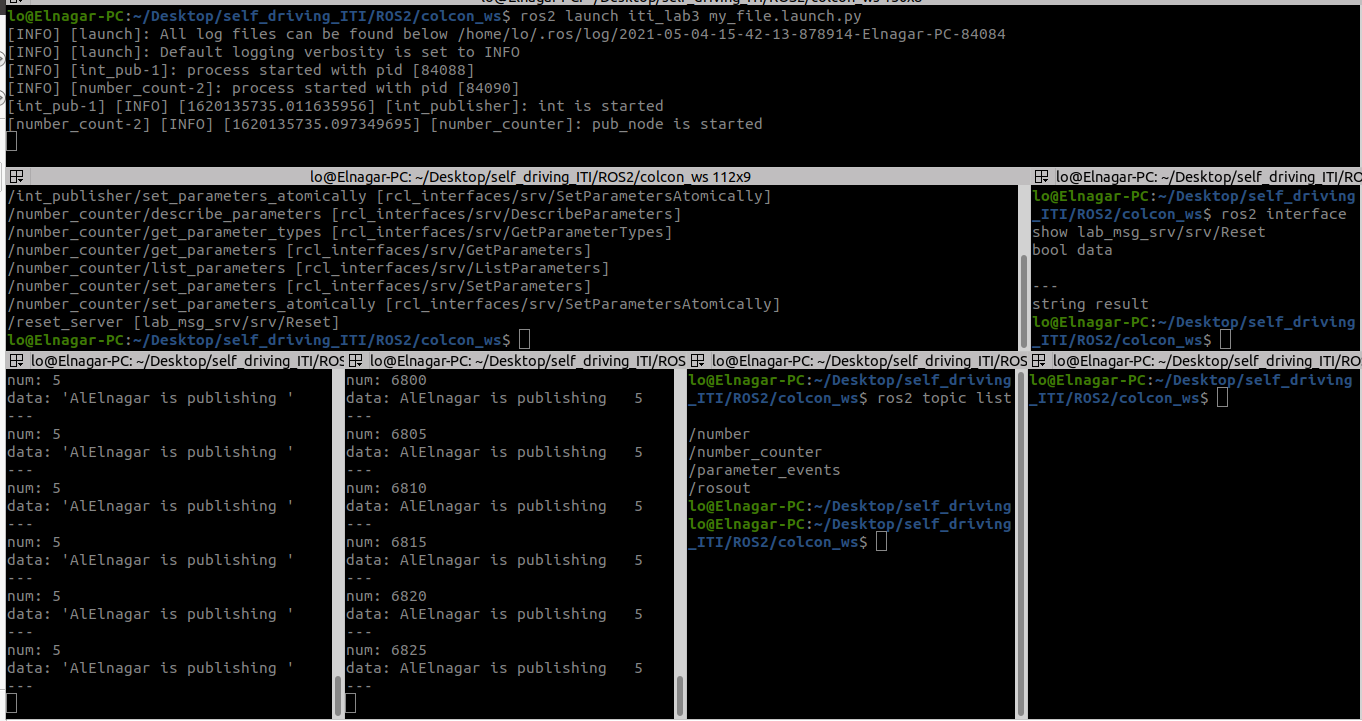 lo@Elnagar-PC:~/Desktop/self_driving_ITI/ROS2/colcon_ws$ ros2 launch iti_lab3 my_file.launch.py
[INFO] [launch]: All log files can be found below /home/lo/.ros/log/2021-05-04-15-42-13-878914-Elnagar-PC-84084
[INFO] [launch]: Default logging verbosity is set to INFO
[INFO] [int_pub-1]: process started with pid [84088]
[INFO] [number_count-2]: process started with pid [84090]
[int_pub-1] [INFO] [1620135735.011635956] [int_publisher]: int is started
[number_count-2] [INFO] [1620135735.097349695] [number_counter]: pub_node is started
lo@Elnagar-PC: ~/Desktop/self_driving_ITI/ROS2/colcon_ws 112x9
/int_publisher/set_parameters_atomically [rcl_interfaces/srv/SetParametersAtomically]
/number_counter/describe_parameters [rcl_interfaces/srv/DescribeParameters]
/number_counter/get_parameter_types [rcl_interfaces/srv/GetParameterTypes]
/number_counter/get_parameters [rcl_interfaces/srv/GetParameters]
/number_counter/list_parameters [rcl_interfaces/srv/ListParameters]
/number_counter/set_parameters [rcl_interfaces/srv/SetParameters]
/number_counter/set_parameters_atomically [rcl_interfaces/srv/SetParametersAtomically]
/reset_server [lab_msg_srv/srv/Reset]
lo@Elnagar-PC:~/Desktop/self_driving_ITI/ROS2/colcon_ws$
lo@Elnagar-PC: ~/Desktop/self_driving_ITI/RO
lo@Elnagar-PC:~/Desktop/self_driving
_ITI/ROS2/colcon_ws$ ros2 interface
show lab_msg_srv/srv/Reset
bool data
---
string result
lo@Elnagar-PC:~/Desktop/self_driving
_ITI/ROS2/colcon_ws$
lo@Elnagar-PC: ~/Desktop/self_driving_ITI/ROS
num: 5
data: 'AlElnagar is publishing '
---
num: 5
data: 'AlElnagar is publishing '
---
num: 5
data: 'AlElnagar is publishing '
---
num: 5
data: 'AlElnagar is publishing '
---
num: 5
data: 'AlElnagar is publishing '
---
num: 5
data: 'AlElnagar is publishing '
---
lo@Elnagar-PC: ~/Desktop/self_driving_ITI/ROS
num: 6800
data: AlElnagar is publishing   5
---
num: 6805
data: AlElnagar is publishing   5
---
num: 6810
data: AlElnagar is publishing   5
---
num: 6815
data: AlElnagar is publishing   5
---
num: 6820
data: AlElnagar is publishing   5
---
num: 6825
data: AlElnagar is publishing   5
---
lo@Elnagar-PC: ~/Desktop/self_driving_ITI/ROS
lo@Elnagar-PC:~/Desktop/self_driving
_ITI/ROS2/colcon_ws$ ros2 topic list
/number
/number_counter
/parameter_events
/rosout
lo@Elnagar-PC:~/Desktop/self_driving
lo@Elnagar-PC:~/Desktop/self_driving
_ITI/ROS2/colcon_ws$
lo@Elnagar-PC: ~/Desktop/self_driving_ITI/RO
lo@Elnagar-PC:~/Desktop/self_driving
_ITI/ROS2/colcon_ws$